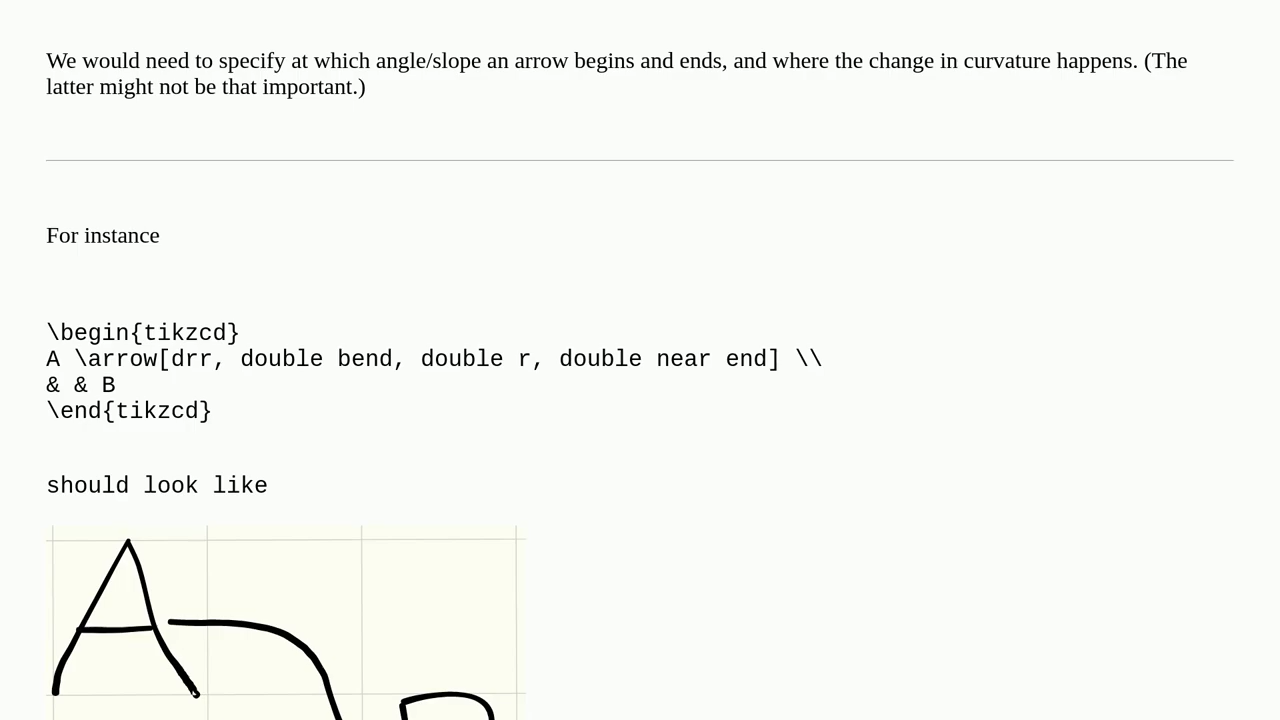 We would need to specify at which angle/slope an arrow begins and ends, and where the change in curvature happens. (The
latter might not be that important.)
For instance
\begin{tikzcd}
A \arrow[drr, double bend, double r, double near end] \\
& & B
\end{tikzcd}
should look like
A
B